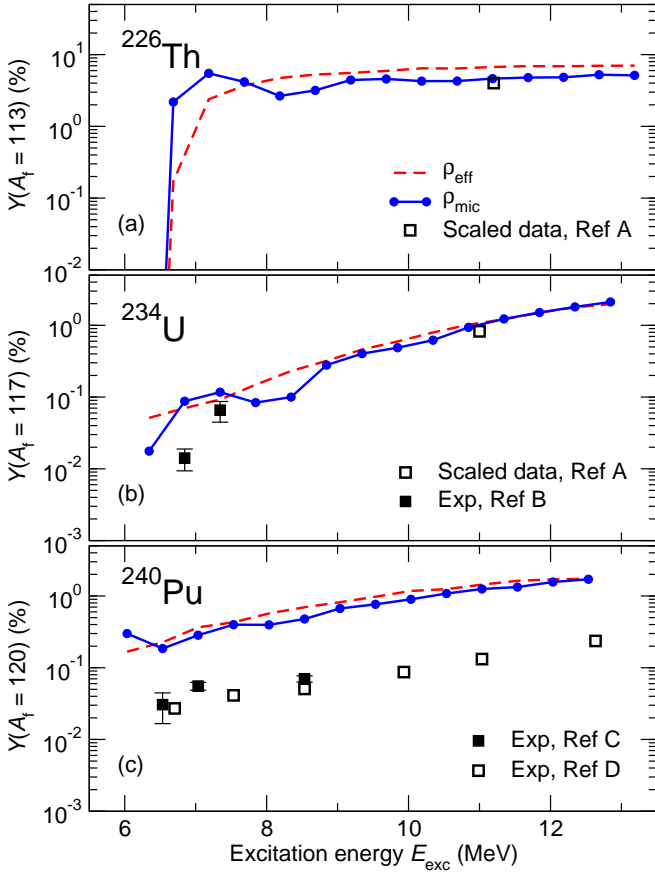 ²²⁶Th
10¹
10⁰
10⁻¹
10⁻²
Y(A_f = 113) (%)
ρ_eff
ρ_mic
Scaled data, Ref A
(a)
²³⁴U
10⁰
10⁻¹
10⁻²
10⁻³
Y(A_f = 117) (%)
Scaled data, Ref A
Exp, Ref B
(b)
²⁴⁰Pu
10⁰
10⁻¹
10⁻²
10⁻³
Y(A_f = 120) (%)
Exp, Ref C
Exp, Ref D
(c)
6 8 10 12
Excitation energy E_exc (MeV)